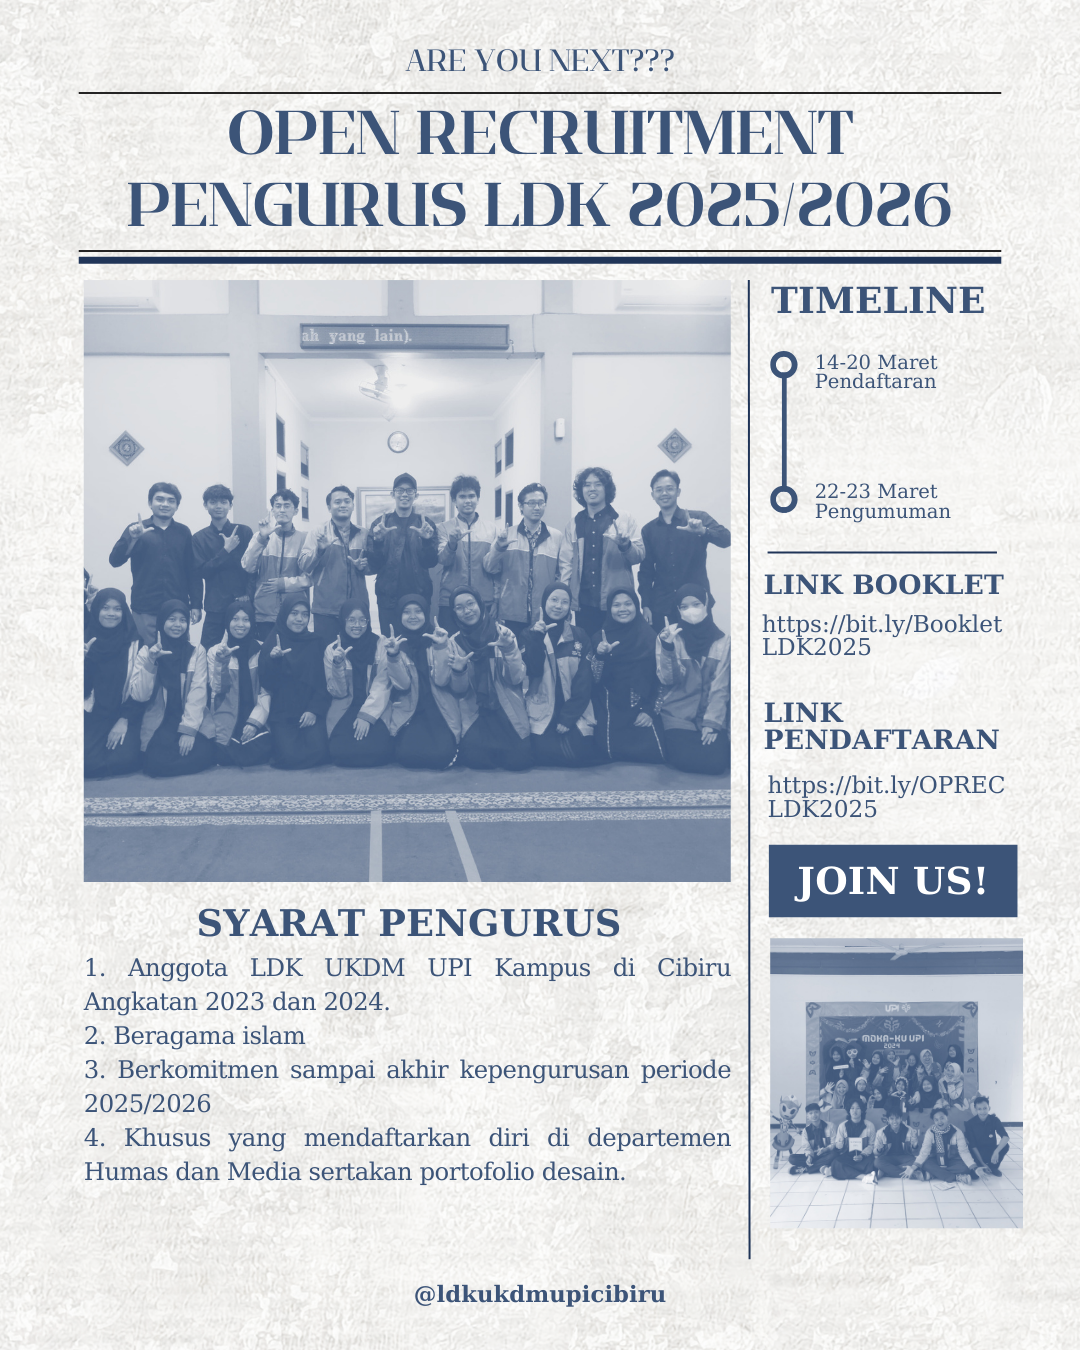 ARE YOU NEXT???
OPEN RECRUITMENT
PENGURUS LDK 2025/2026
ah yang lain).
TIMELINE
14-20 Maret
Pendaftaran
22-23 Maret
Pengumuman
LINK BOOKLET
https://bit.ly/Booklet
LDK2025
LINK
PENDAFTARAN
https://bit.ly/OPREC
LDK2025
JOIN US!
UPI
MOKA-KU UPI
2024
SYARAT PENGURUS
1. Anggota LDK UKDM UPI Kampus di Cibiru
Angkatan 2023 dan 2024.
2. Beragama islam
3. Berkomitmen sampai akhir kepengurusan periode
2025/2026
4. Khusus yang mendaftarkan diri di departemen
Humas dan Media sertakan portofolio desain.
@ldkukdmupicibiru